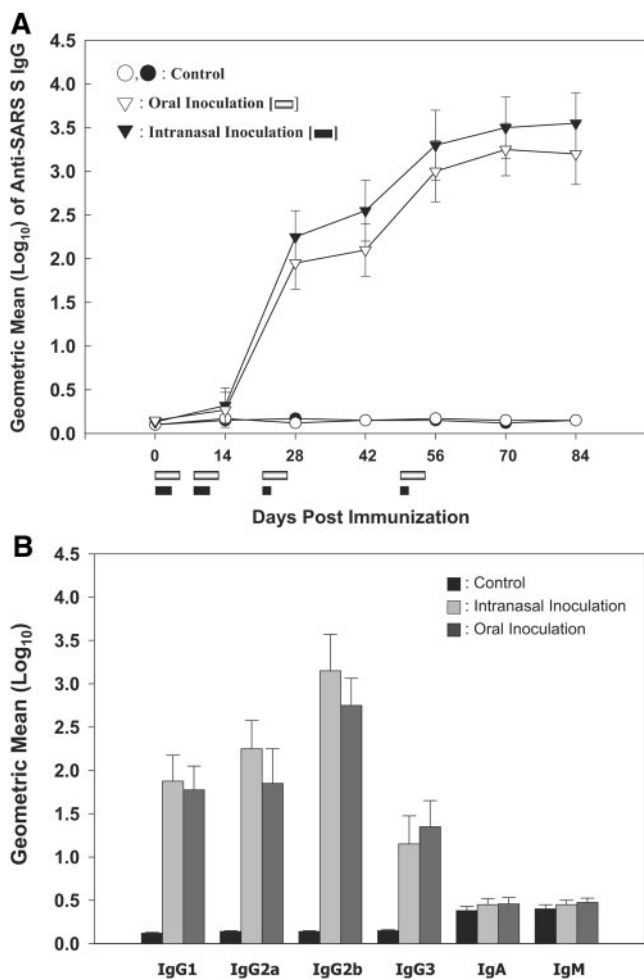 A
Geometric Mean (Log10) of Anti-SARS S IgG
4.5
4.0
3.5
3.0
2.5
2.0
1.5
1.0
0.5
0.0
, : Control
: Oral Inoculation [ ]
: Intranasal Inoculation [ ]
0 14 28 42 56 70 84
Days Post Immunization
B
Geometric Mean (Log10)
4.5
4.0
3.5
3.0
2.5
2.0
1.5
1.0
0.5
0.0
: Control
: Intranasal Inoculation
: Oral Inoculation
IgG1 IgG2a IgG2b IgG3 IgA IgM